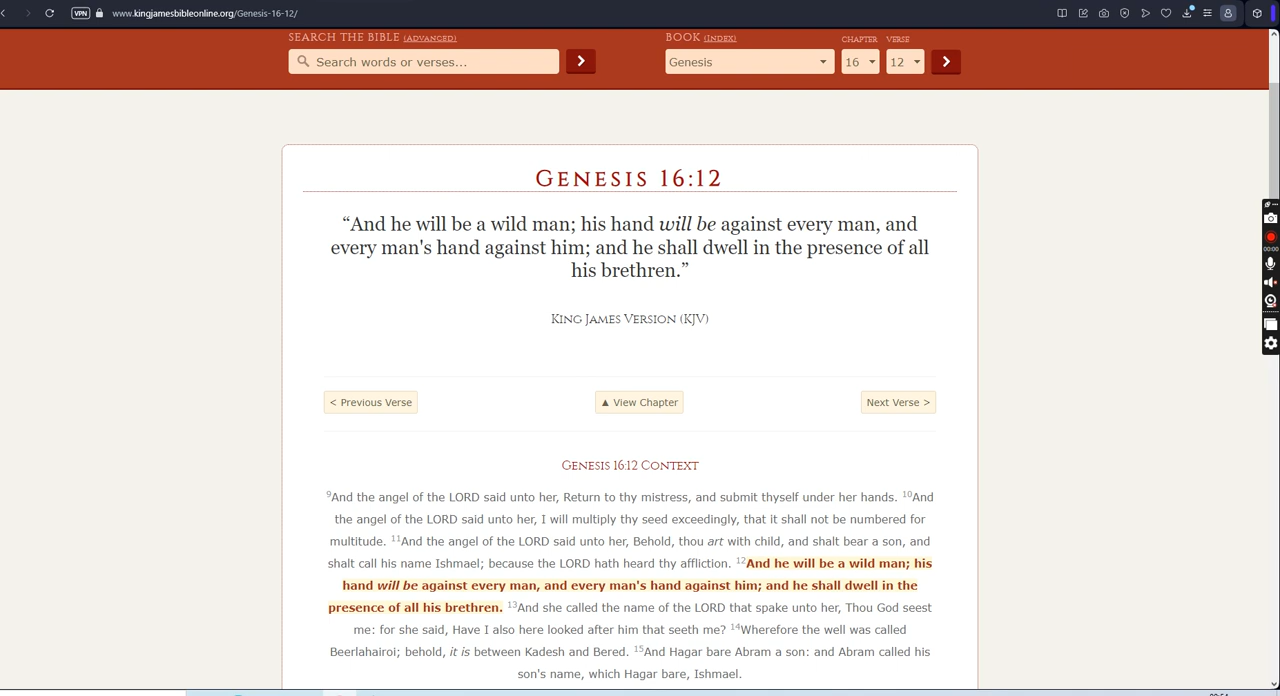 VPN www.kingjamesbibleonline.org/Genesis-16-12/
SEARCH THE BIBLE (ADVANCED)
BOOK (INDEX) CHAPTER VERSE
Search words or verses...
Genesis 16 12
GENESIS 16:12
“And he will be a wild man; his hand will be against every man, and
every man's hand against him; and he shall dwell in the presence of all
his brethren.”
KING JAMES VERSION (KJV)
< Previous Verse ▲ View Chapter Next Verse >
GENESIS 16:12 CONTEXT
9And the angel of the LORD said unto her, Return to thy mistress, and submit thyself under her hands. 10And
the angel of the LORD said unto her, I will multiply thy seed exceedingly, that it shall not be numbered for
multitude. 11And the angel of the LORD said unto her, Behold, thou art with child, and shalt bear a son, and
shalt call his name Ishmael; because the LORD hath heard thy affliction. 12And he will be a wild man; his
hand will be against every man, and every man's hand against him; and he shall dwell in the
presence of all his brethren. 13And she called the name of the LORD that spake unto her, Thou God seest
me: for she said, Have I also here looked after him that seeth me? 14Wherefore the well was called
Beerlahairoi; behold, it is between Kadesh and Bered. 15And Hagar bare Abram a son: and Abram called his
son's name, which Hagar bare, Ishmael.
00:00